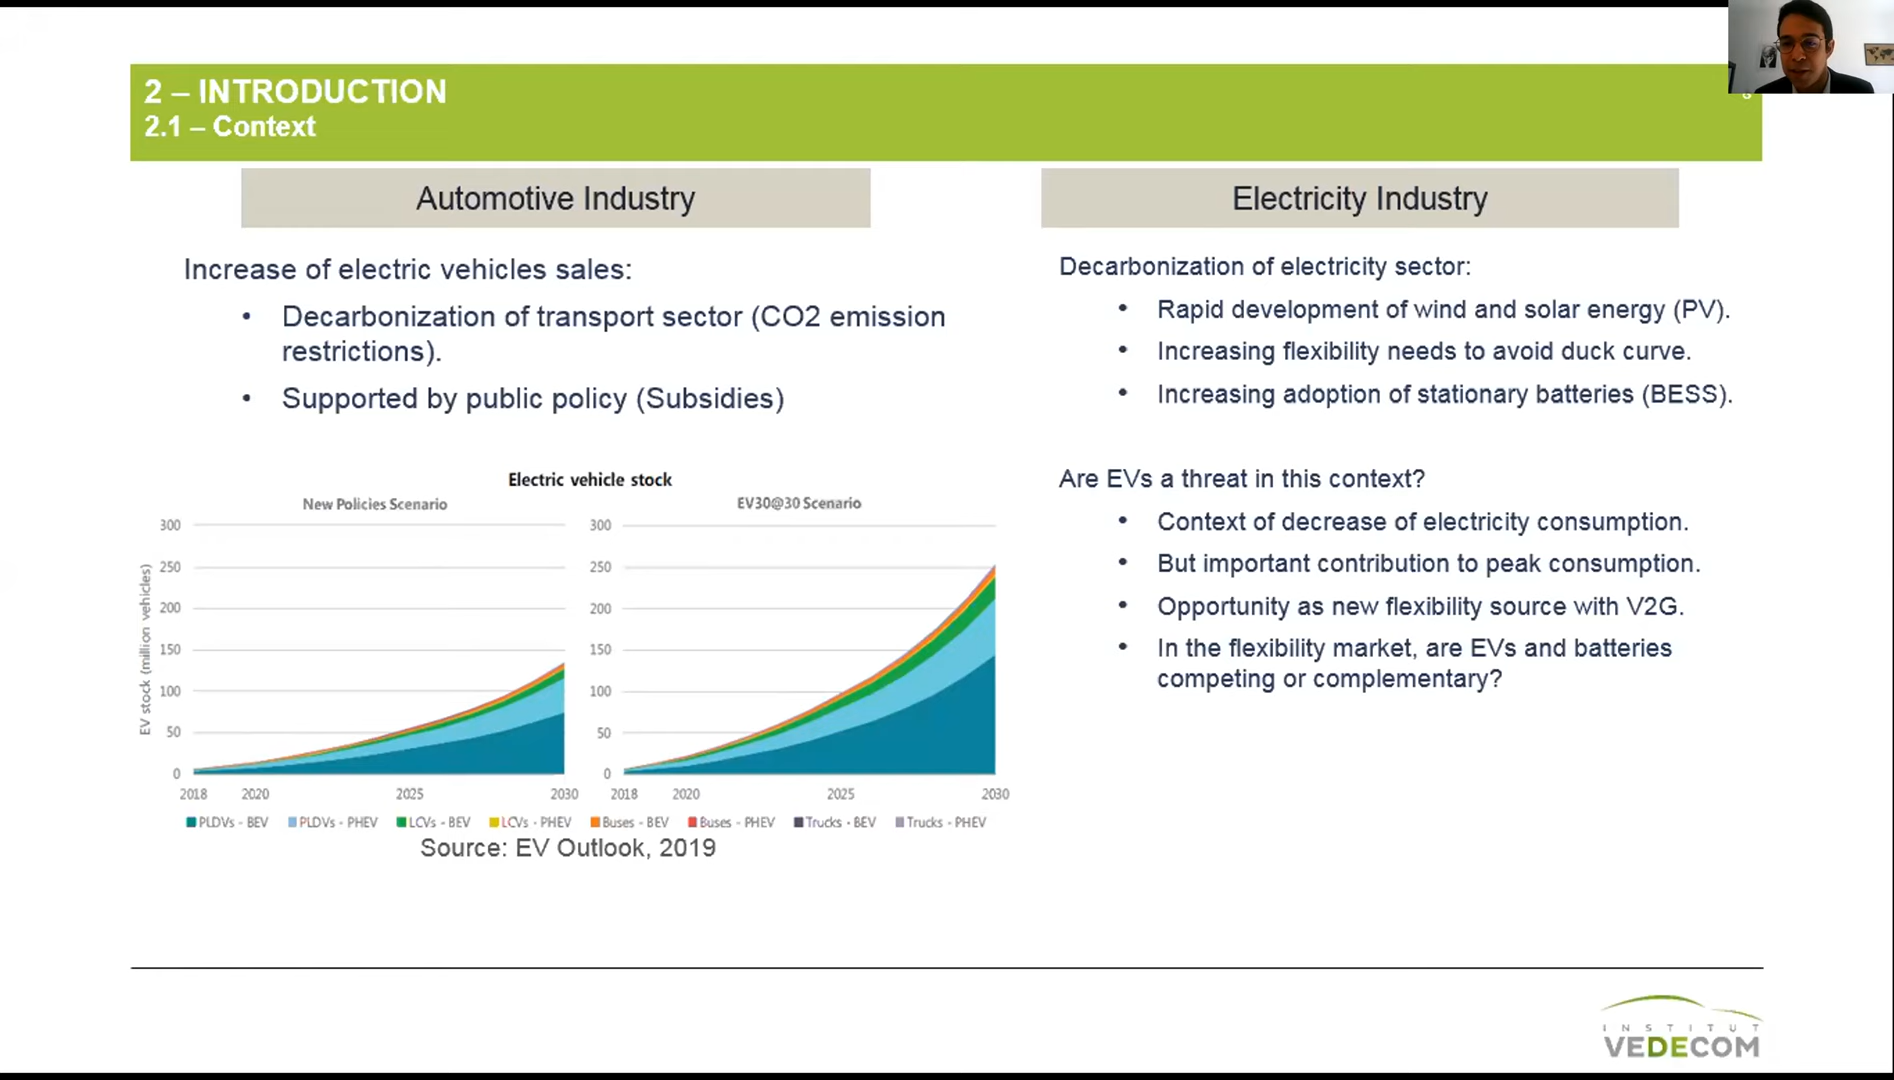 2 – INTRODUCTION
2.1 – Context
Automotive Industry
Increase of electric vehicles sales:
• Decarbonization of transport sector (CO2 emission
restrictions).
• Supported by public policy (Subsidies)
Electric vehicle stock
New Policies Scenario
EV30@30 Scenario
EV stock (million vehicles)
300
250
200
150
100
50
0
2018 2020 2025 2030
300
250
200
150
100
50
0
2018 2020 2025 2030
PLDVs - BEV PLDVs - PHEV LCVs - BEV LCVs - PHEV Buses - BEV Buses - PHEV Trucks - BEV Trucks - PHEV
Source: EV Outlook, 2019
Electricity Industry
Decarbonization of electricity sector:
• Rapid development of wind and solar energy (PV).
• Increasing flexibility needs to avoid duck curve.
• Increasing adoption of stationary batteries (BESS).
Are EVs a threat in this context?
• Context of decrease of electricity consumption.
• But important contribution to peak consumption.
• Opportunity as new flexibility source with V2G.
• In the flexibility market, are EVs and batteries
competing or complementary?
INSTITUT
VEDECOM